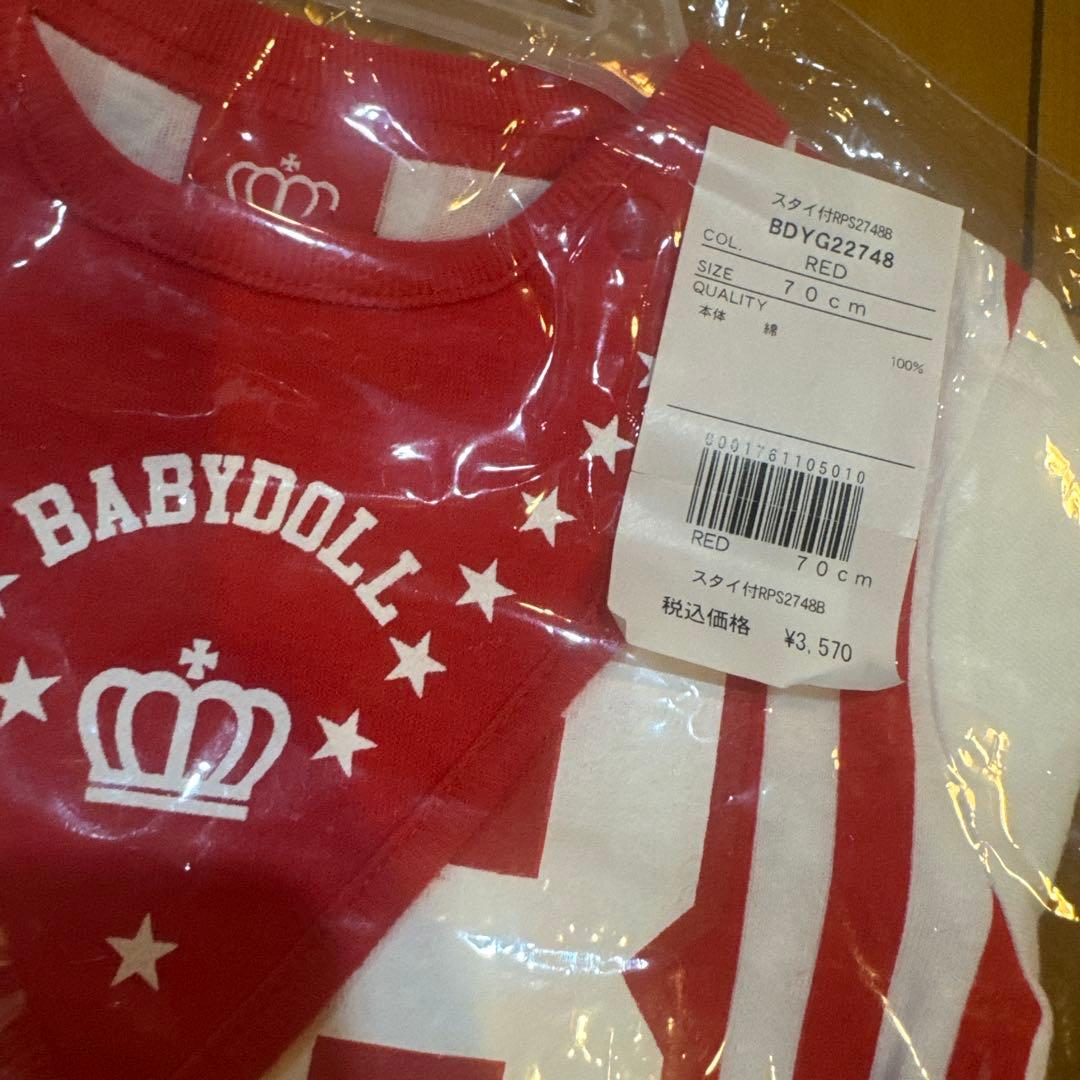 スタイ付RPS2748B
BDYG22748
COL. RED
SIZE 70cm
QUALITY
本体 綿
100%
8001761105010
RED 70cm
スタイ付RPS2748B
税込価格 ¥3,570
BABYDOLL